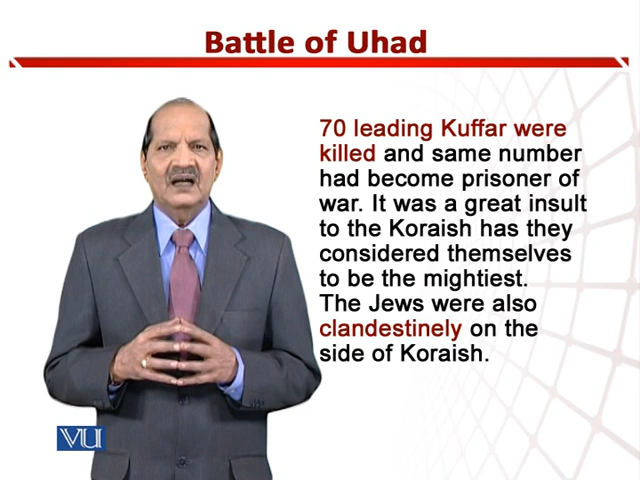 Battle of Uhad
70 leading Kuffar were
killed and same number
had become prisoner of
war. It was a great insult
to the Koraish has they
considered themselves
to be the mightiest.
The Jews were also
clandestinely on the
side of Koraish.
VU